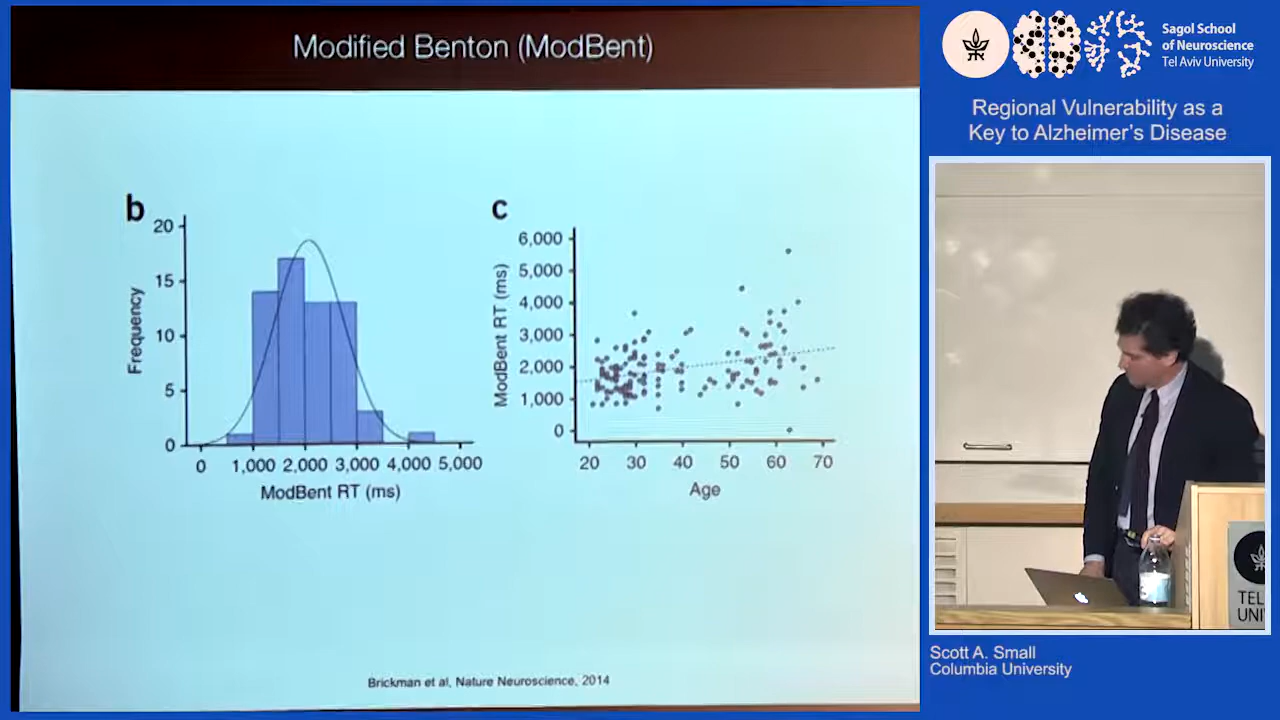 Modified Benton (ModBent)
b
20
15
10
5
0
Frequency
0 1,000 2,000 3,000 4,000 5,000
ModBent RT (ms)
c
6,000
5,000
4,000
3,000
2,000
1,000
0
ModBent RT (ms)
20 30 40 50 60 70
Age
Brickman et al, Nature Neuroscience, 2014
Sagol School
of Neuroscience
Tel Aviv University
Regional Vulnerability as a
Key to Alzheimer's Disease
TEL
UNI
Scott A. Small
Columbia University